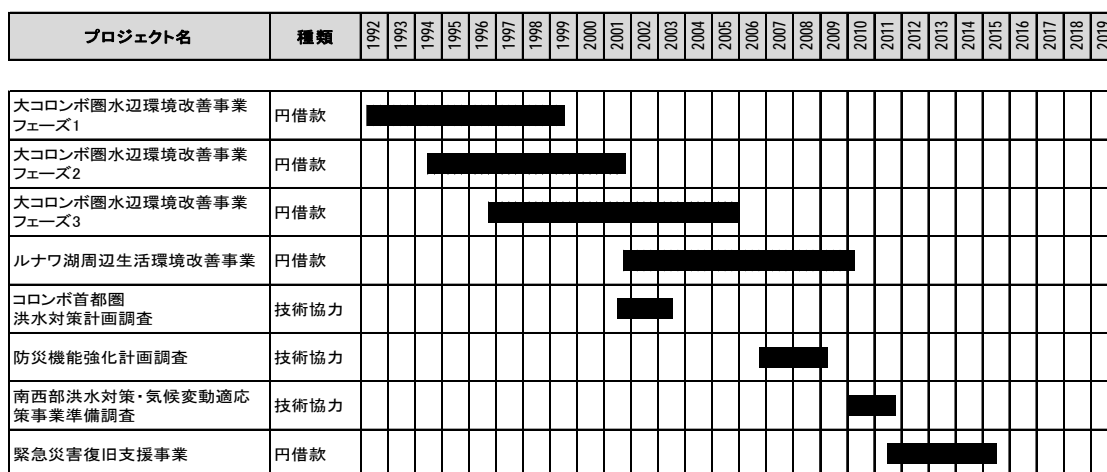 プロジェクト名 種類 1992 1993 1994 1995 1996 1997 1998 1999 2000 2001 2002 2003 2004 2005 2006 2007 2008 2009 2010 2011 2012 2013 2014 2015 2016 2017 2018 2019
大コロンボ圏水辺環境改善事業
フェーズ1
円借款
大コロンボ圏水辺環境改善事業
フェーズ2
円借款
大コロンボ圏水辺環境改善事業
フェーズ3
円借款
ルナワ湖周辺生活環境改善事業 円借款
コロンボ首都圏
洪水対策計画調査
技術協力
防災機能強化計画調査 技術協力
南西部洪水対策・気候変動適応
策事業準備調査
技術協力
緊急災害復旧支援事業 円借款